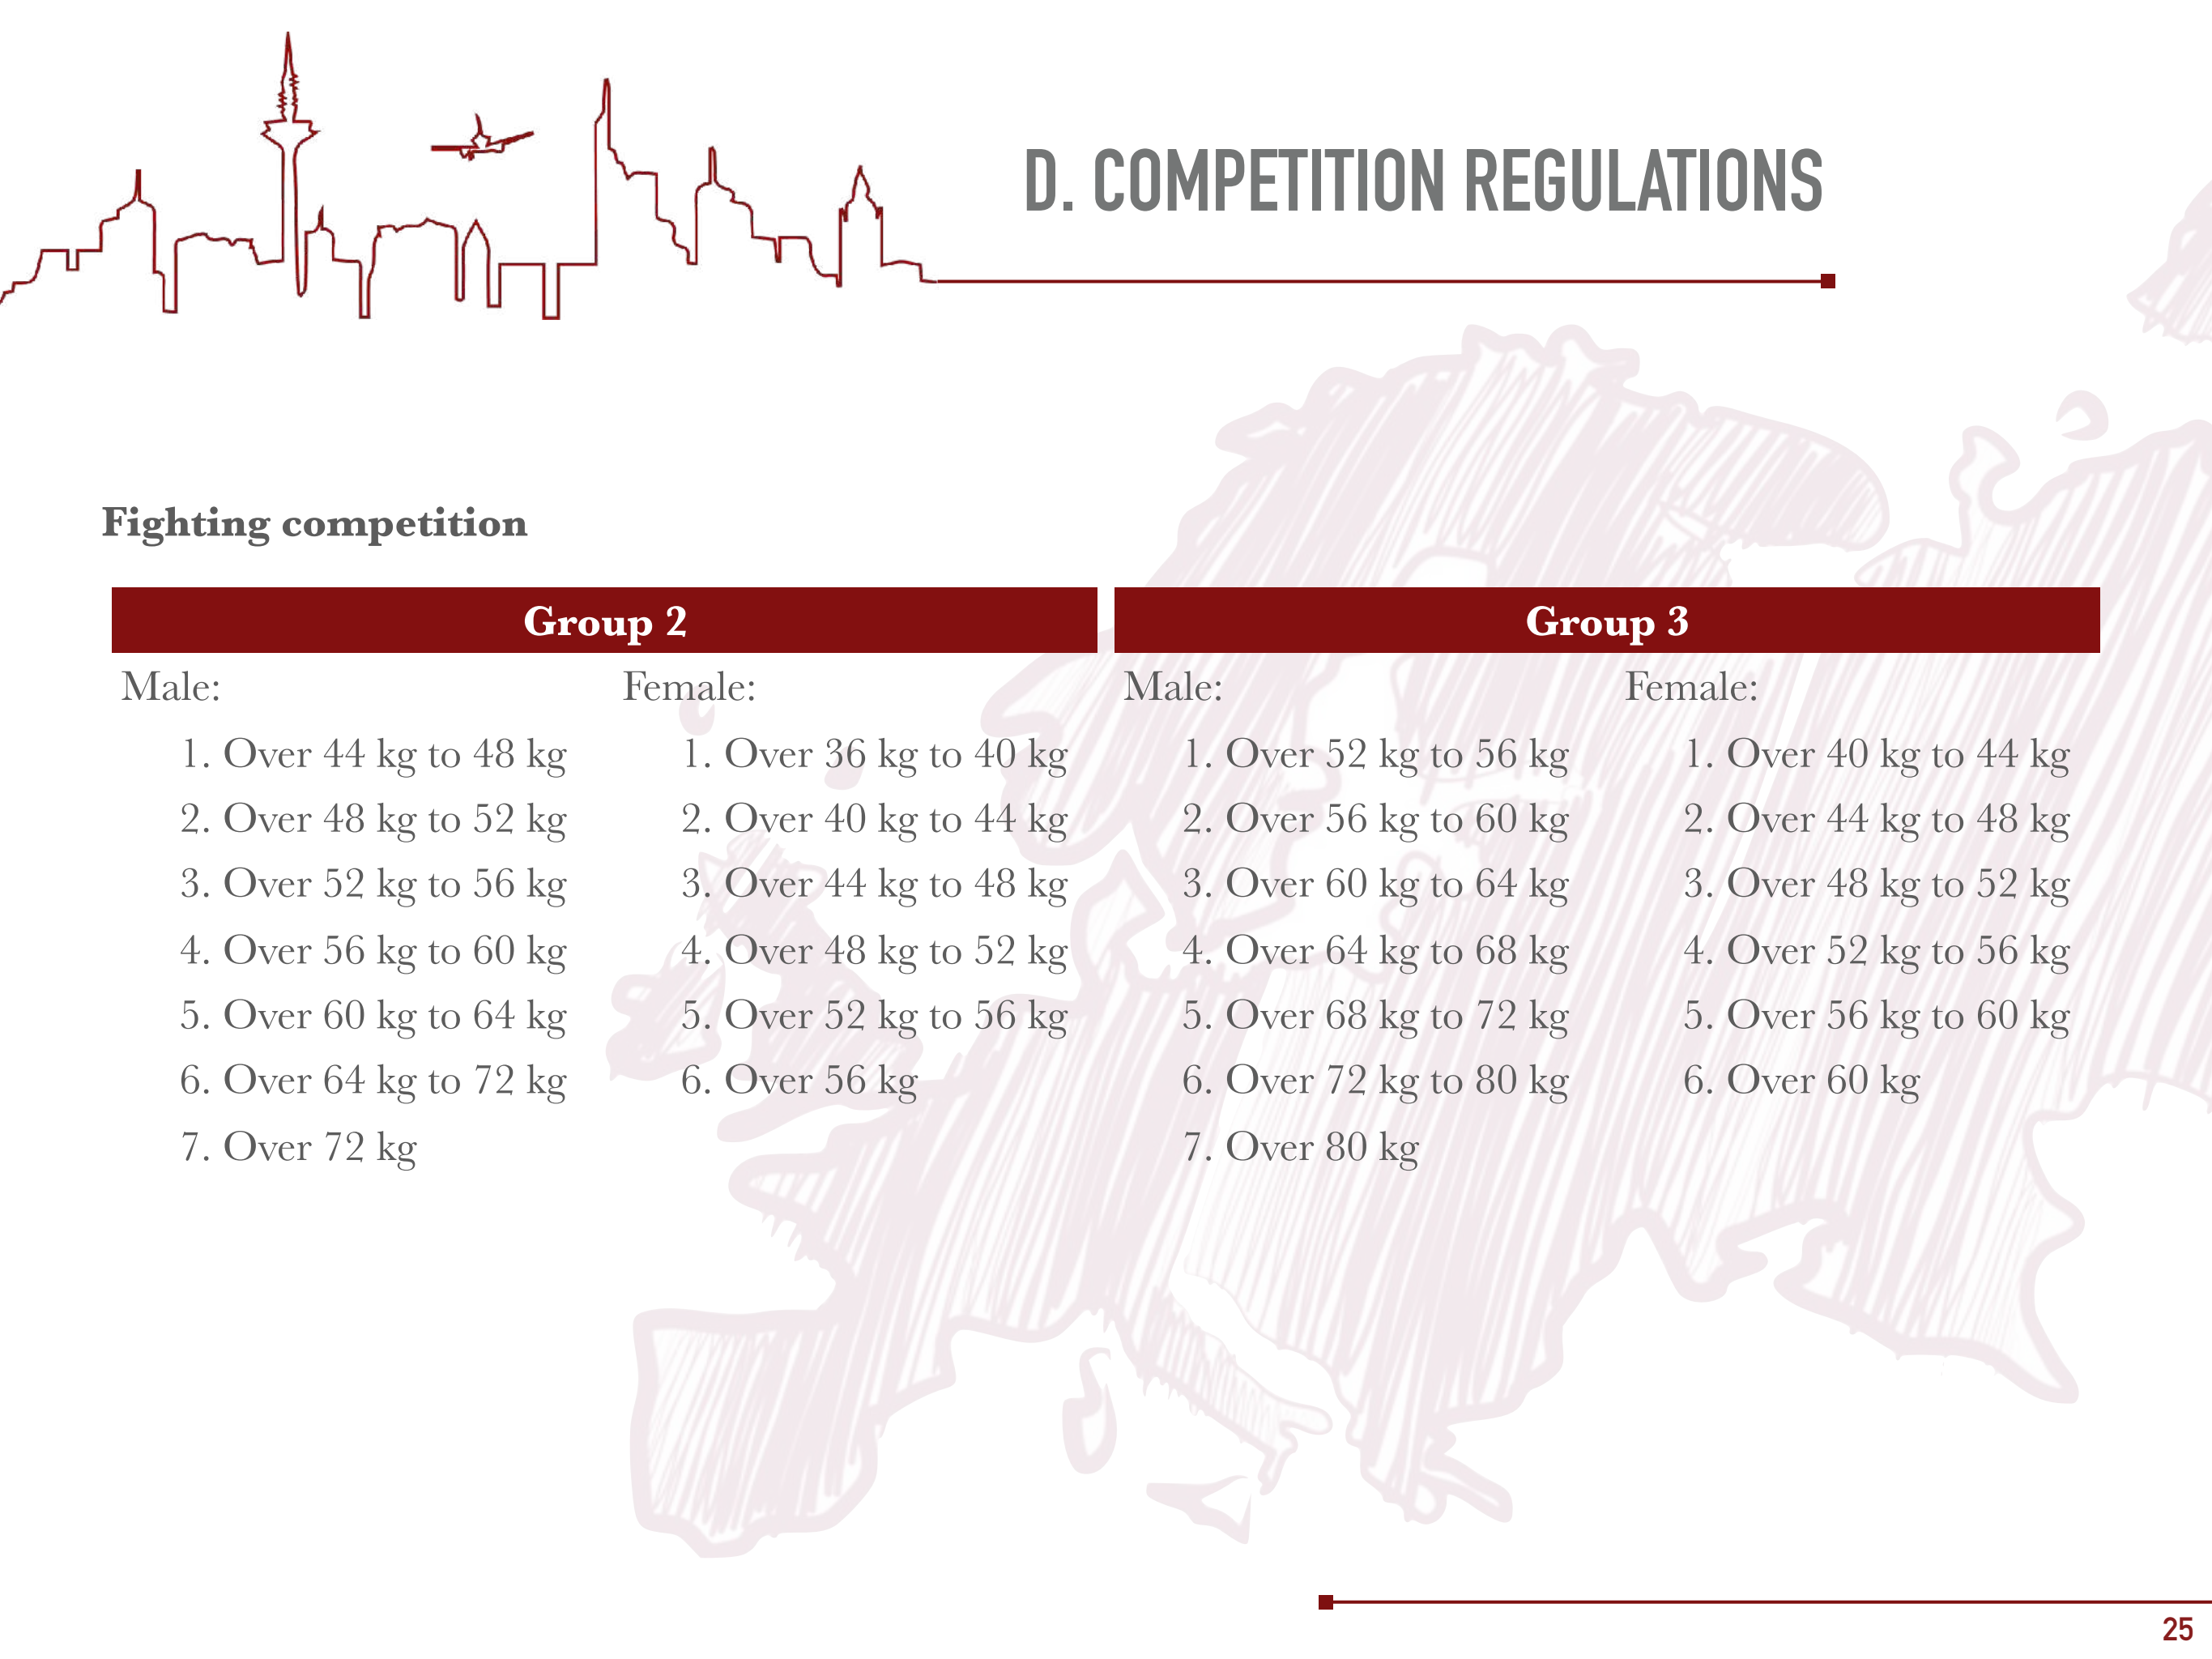 D. COMPETITION REGULATIONS
Fighting competition
Group 2
Male:
1. Over 44 kg to 48 kg
2. Over 48 kg to 52 kg
3. Over 52 kg to 56 kg
4. Over 56 kg to 60 kg
5. Over 60 kg to 64 kg
6. Over 64 kg to 72 kg
7. Over 72 kg
Female:
1. Over 36 kg to 40 kg
2. Over 40 kg to 44 kg
3. Over 44 kg to 48 kg
4. Over 48 kg to 52 kg
5. Over 52 kg to 56 kg
6. Over 56 kg
Group 3
Male:
1. Over 52 kg to 56 kg
2. Over 56 kg to 60 kg
3. Over 60 kg to 64 kg
4. Over 64 kg to 68 kg
5. Over 68 kg to 72 kg
6. Over 72 kg to 80 kg
7. Over 80 kg
Female:
1. Over 40 kg to 44 kg
2. Over 44 kg to 48 kg
3. Over 48 kg to 52 kg
4. Over 52 kg to 56 kg
5. Over 56 kg to 60 kg
6. Over 60 kg
25